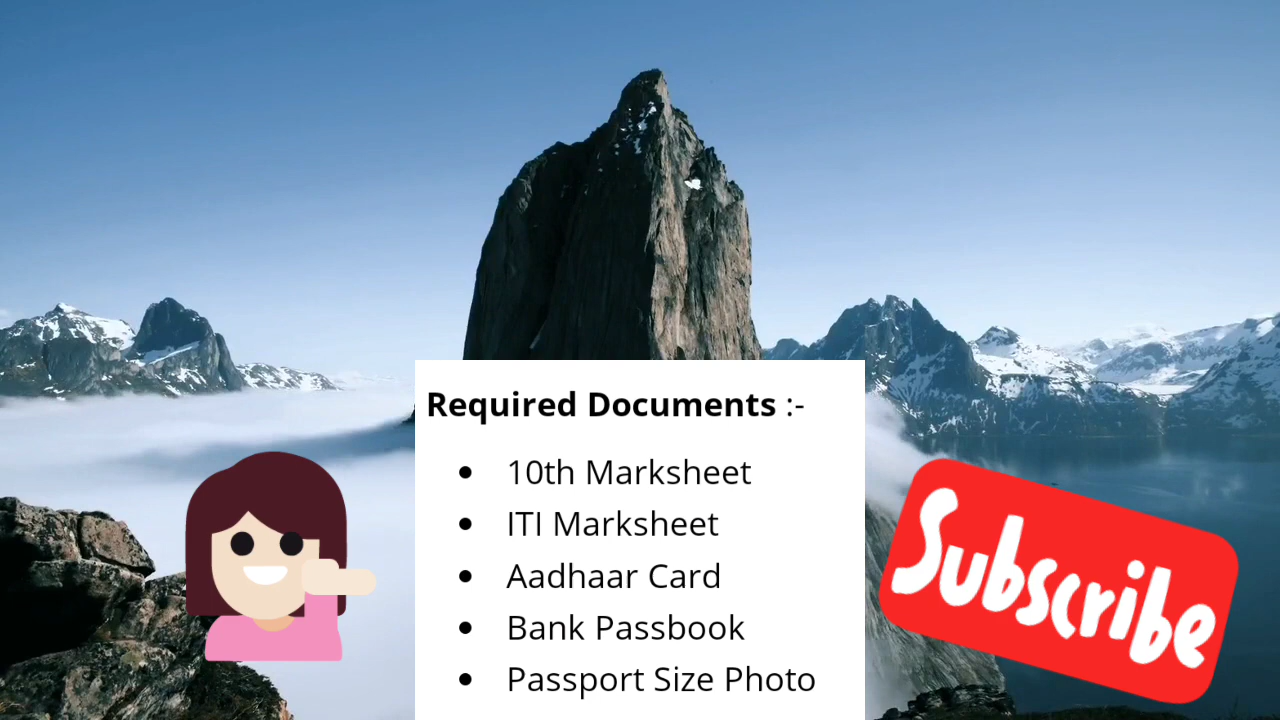 Required Documents :-
• 10th Marksheet
• ITI Marksheet
• Aadhaar Card
• Bank Passbook
• Passport Size Photo
Subscribe